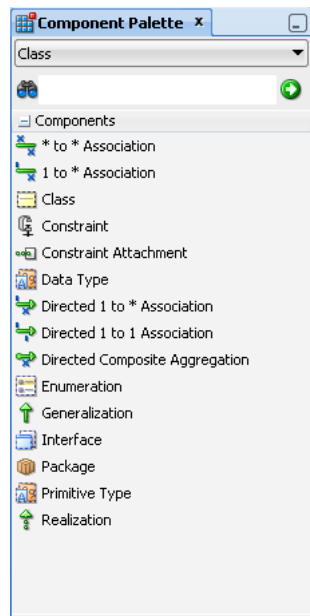 Component Palette
Class
Components
* to * Association
1 to * Association
Class
Constraint
Constraint Attachment
Data Type
Directed 1 to * Association
Directed 1 to 1 Association
Directed Composite Aggregation
Enumeration
Generalization
Interface
Package
Primitive Type
Realization